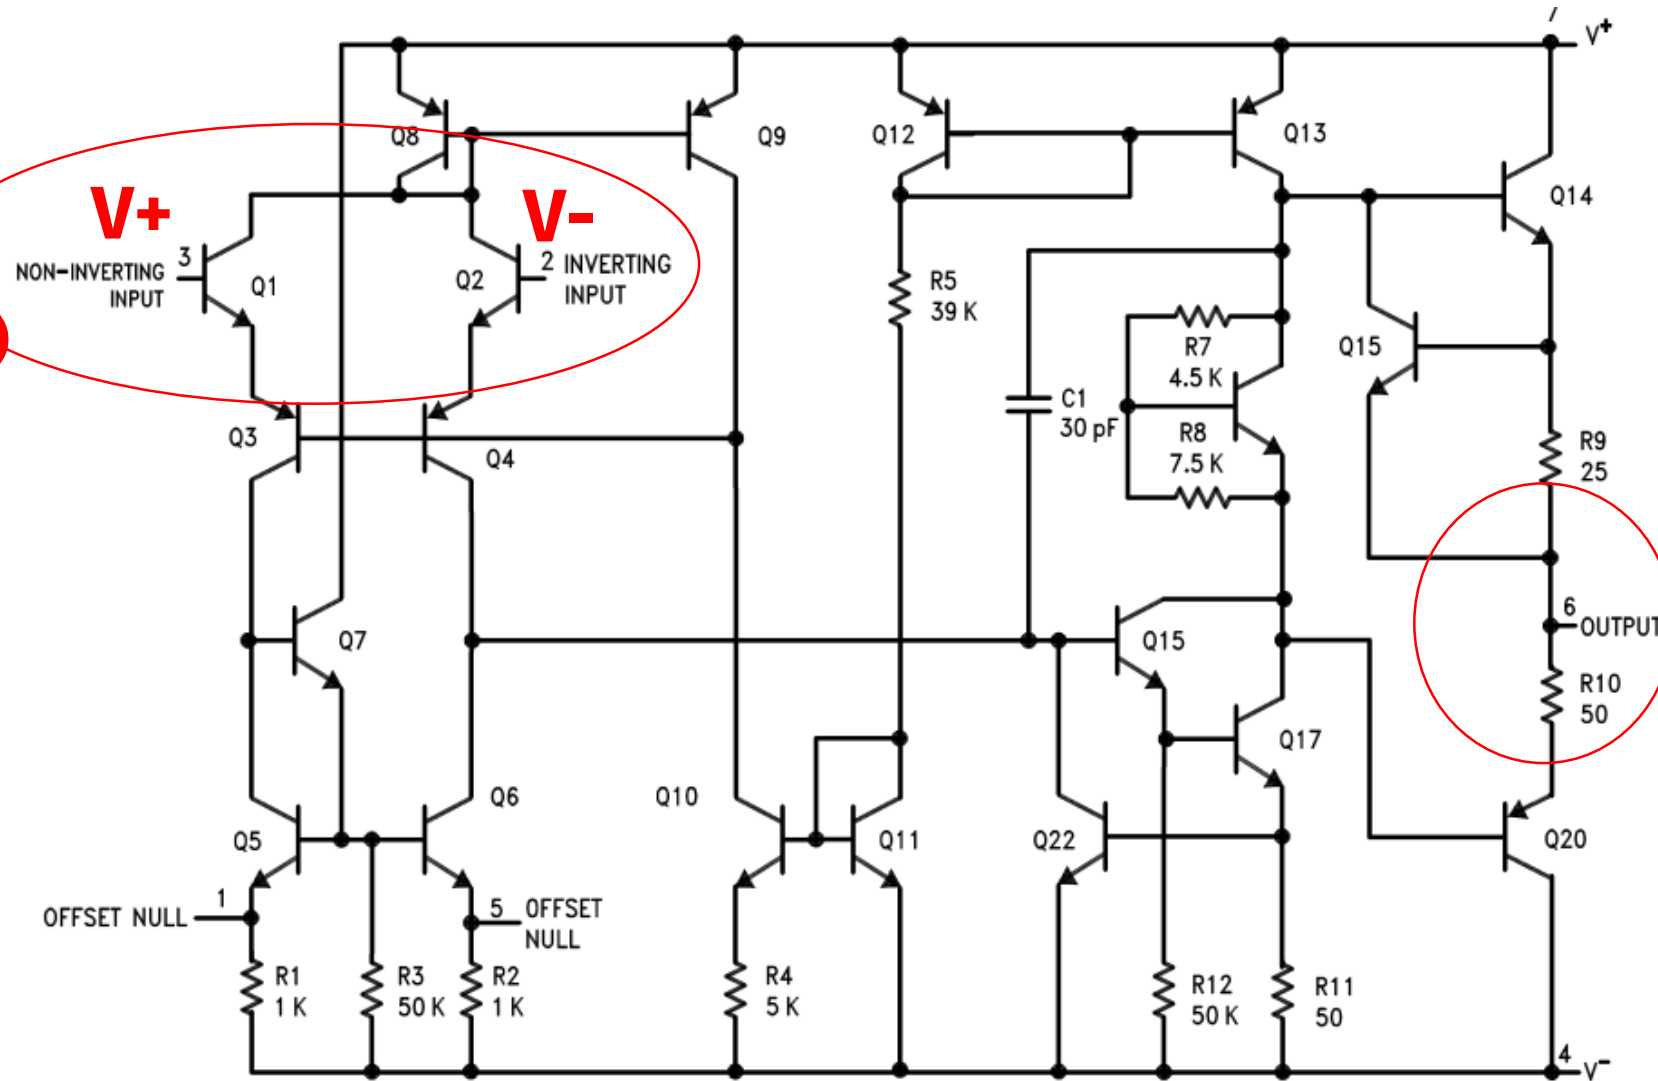 7
V+
Q8
Q9
Q12
Q13
Q14
V+
V-
3
NON-INVERTING
INPUT
Q1
Q2
2 INVERTING
INPUT
R5
39 K
R7
4.5 K
Q15
C1
30 pF
R8
7.5 K
R9
25
Q3
Q4
6
OUTPUT
Q7
Q15
R10
50
Q17
Q5
Q6
Q10
Q11
Q22
Q20
1
OFFSET NULL
5 OFFSET
NULL
R1
1 K
R3
50 K
R2
1 K
R4
5 K
R12
50 K
R11
50
4
V-